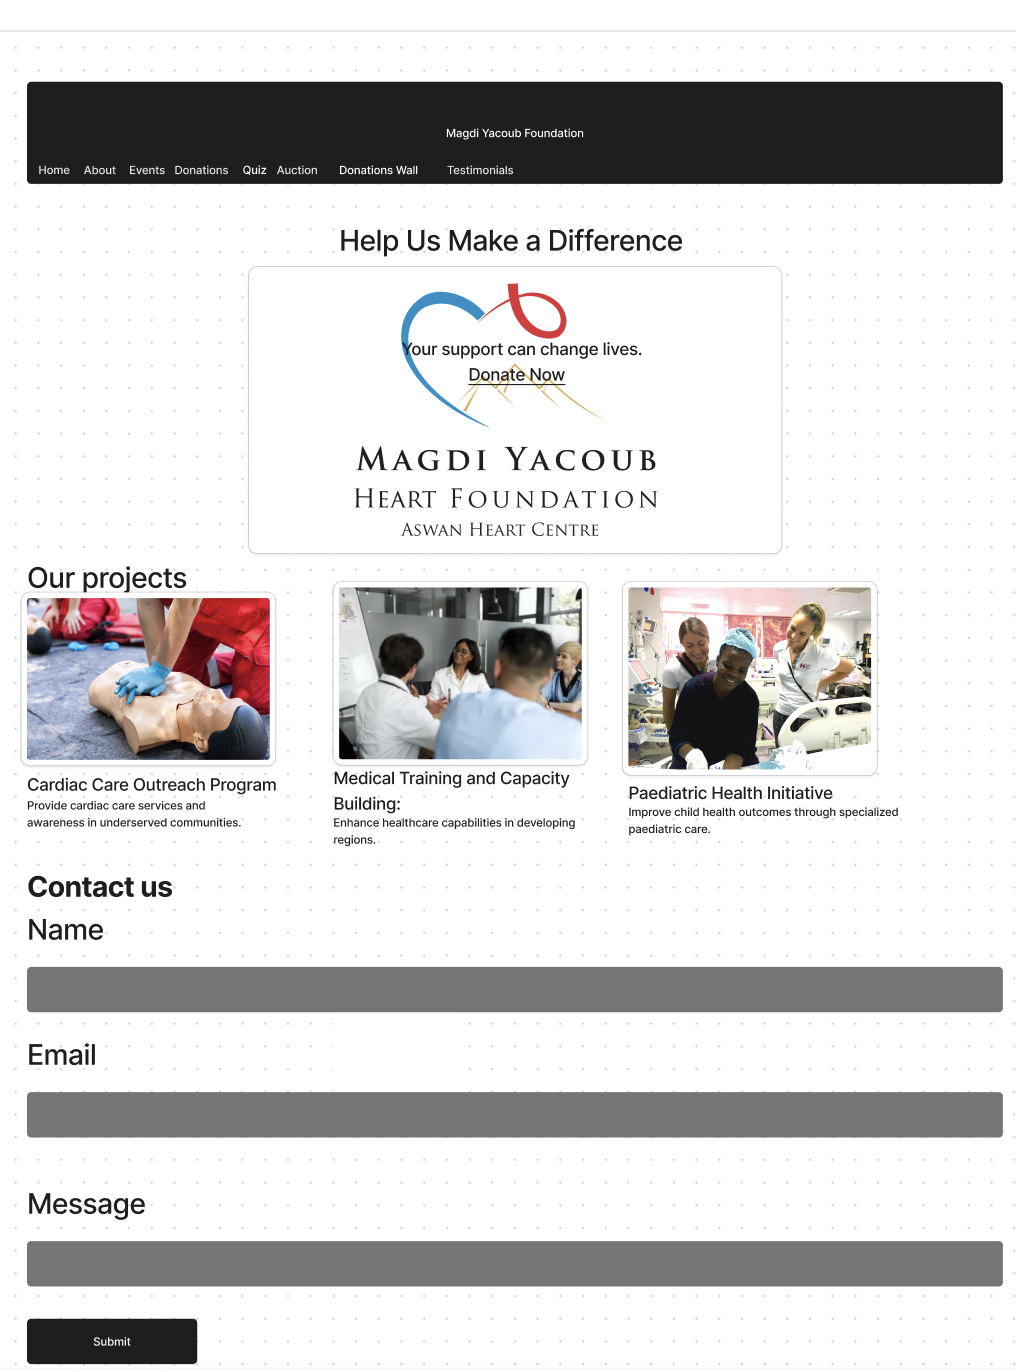 Magdi Yacoub Foundation
Home About Events Donations Quiz Auction Donations Wall Testimonials
Help Us Make a Difference
Your support can change lives.
Donate Now
MAGDI YACOUB
HEART FOUNDATION
ASWAN HEART CENTRE
Our projects
Cardiac Care Outreach Program
Provide cardiac care services and
awareness in underserved communities.
Medical Training and Capacity
Building:
Enhance healthcare capabilities in developing
regions.
Paediatric Health Initiative
Improve child health outcomes through specialized
paediatric care.
Contact us
Name
Email
Message
Submit